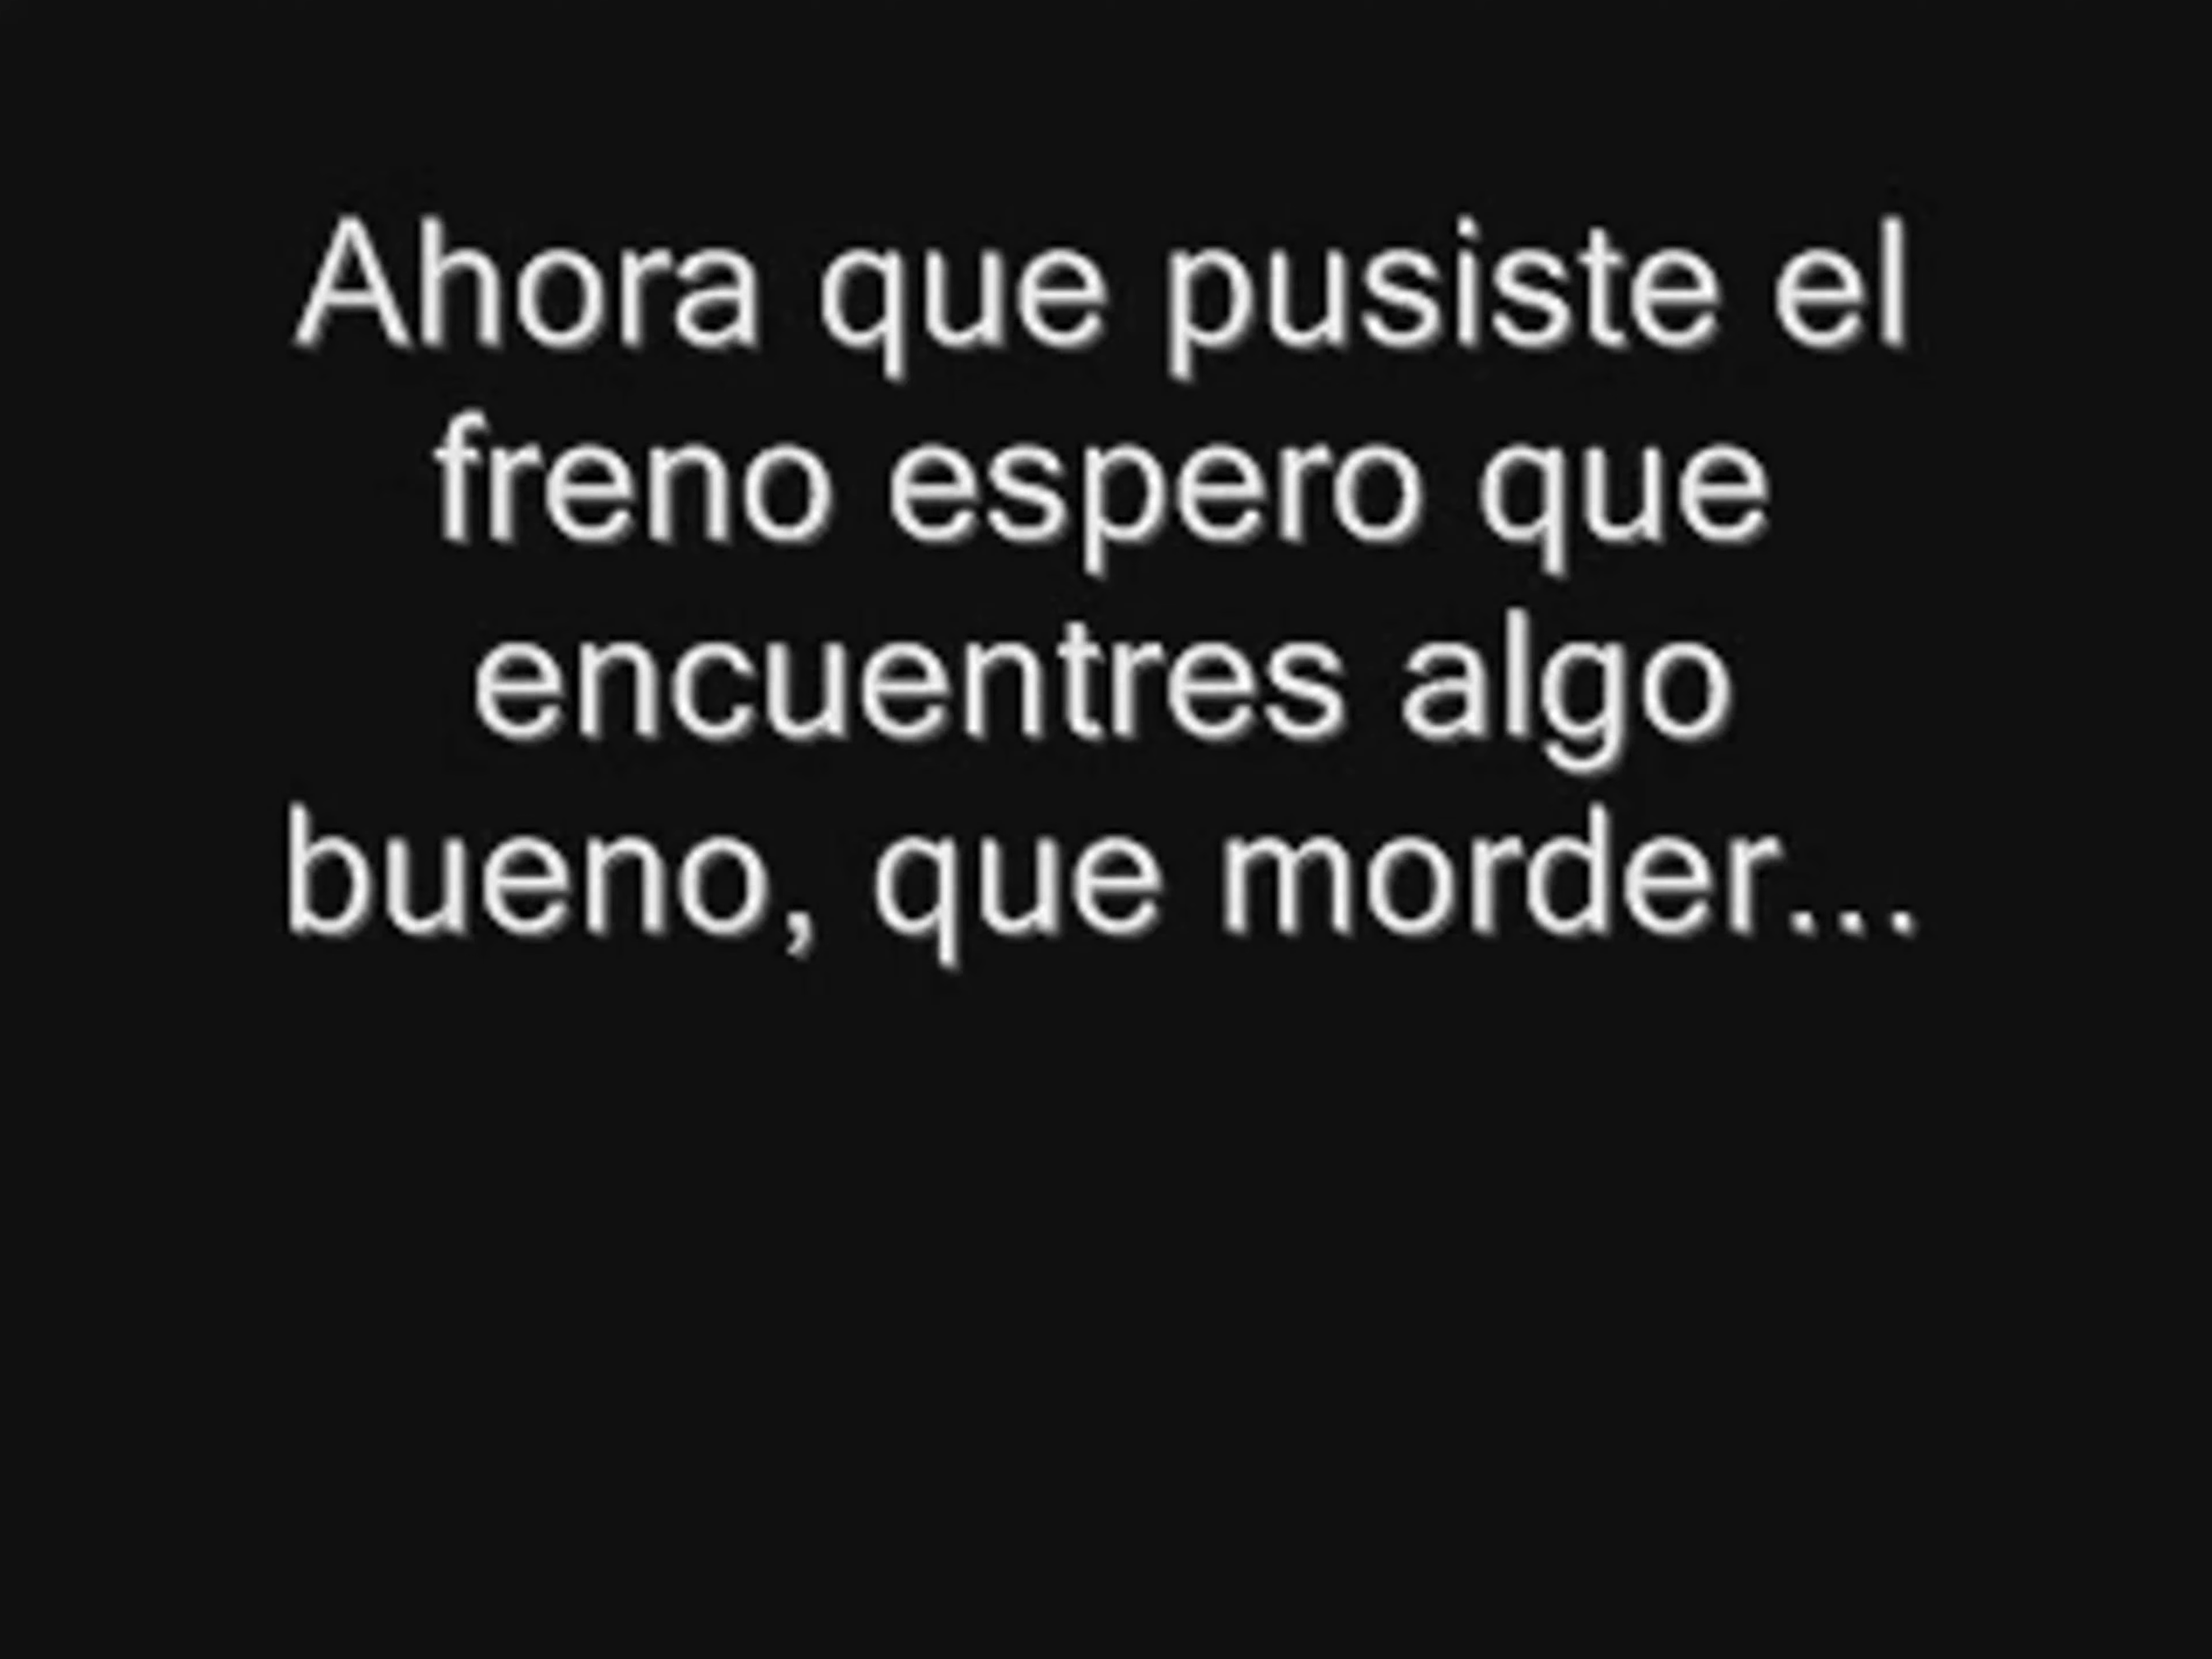 Ahora que pusiste el
freno espero que
encuentres algo
bueno, que morder...